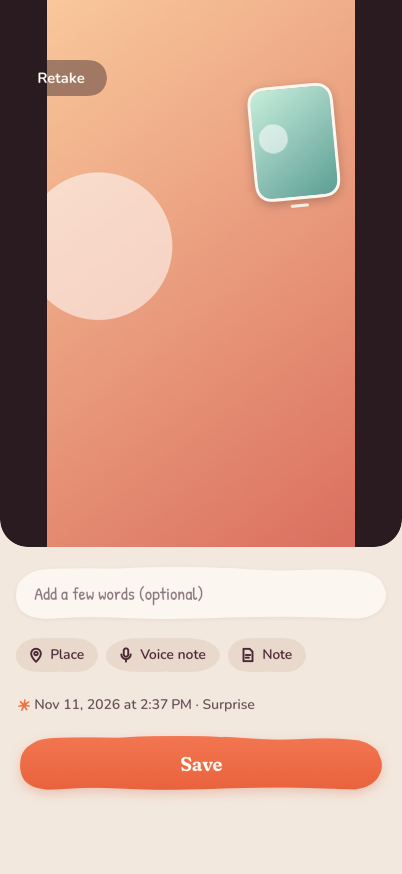 Retake
Add a few words (optional)
Place
Voice note
Note
Nov 11, 2026 at 2:37 PM · Surprise
Save